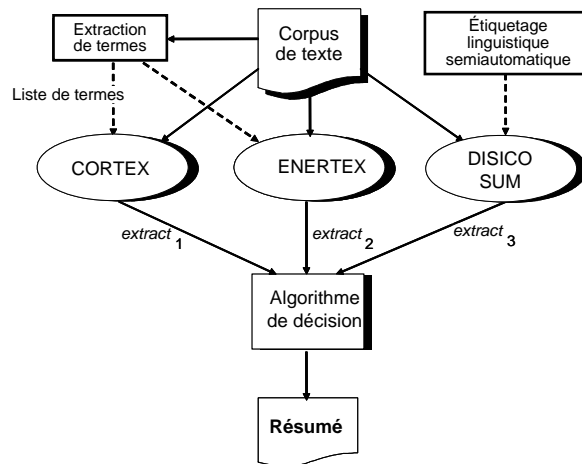 Extraction
de termes
Corpus
de texte
Étiquetage
linguistique
semiautomatique
Liste de termes
CORTEX
ENERTEX
DISICO
SUM
extract 1
extract 2
extract 3
Algorithme
de décision
Résumé